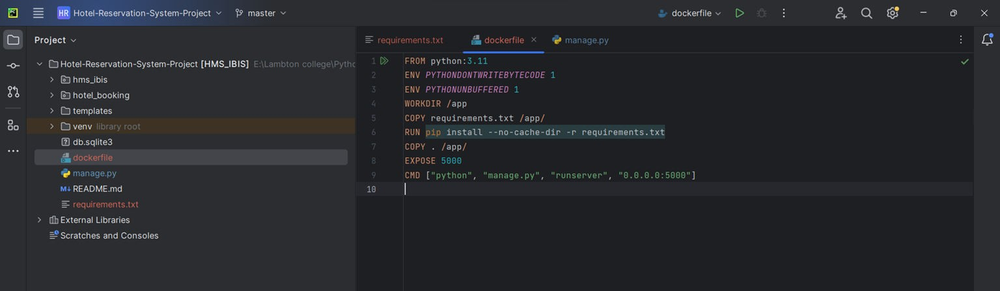 PC
HR Hotel-Reservation-System-Project master dockerfile
Project
Hotel-Reservation-System-Project [HMS_IBIS] E:\Lambton college\Pytho
hms_ibis
hotel_booking
templates
venv library root
db.sqlite3
dockerfile
manage.py
README.md
requirements.txt
External Libraries
Scratches and Consoles
requirements.txt dockerfile manage.py
1 FROM python:3.11
2 ENV PYTHONDONTWRITEBYTECODE 1
3 ENV PYTHONUNBUFFERED 1
4 WORKDIR /app
5 COPY requirements.txt /app/
6 RUN pip install --no-cache-dir -r requirements.txt
7 COPY . /app/
8 EXPOSE 5000
9 CMD ["python", "manage.py", "runserver", "0.0.0.0:5000"]
10